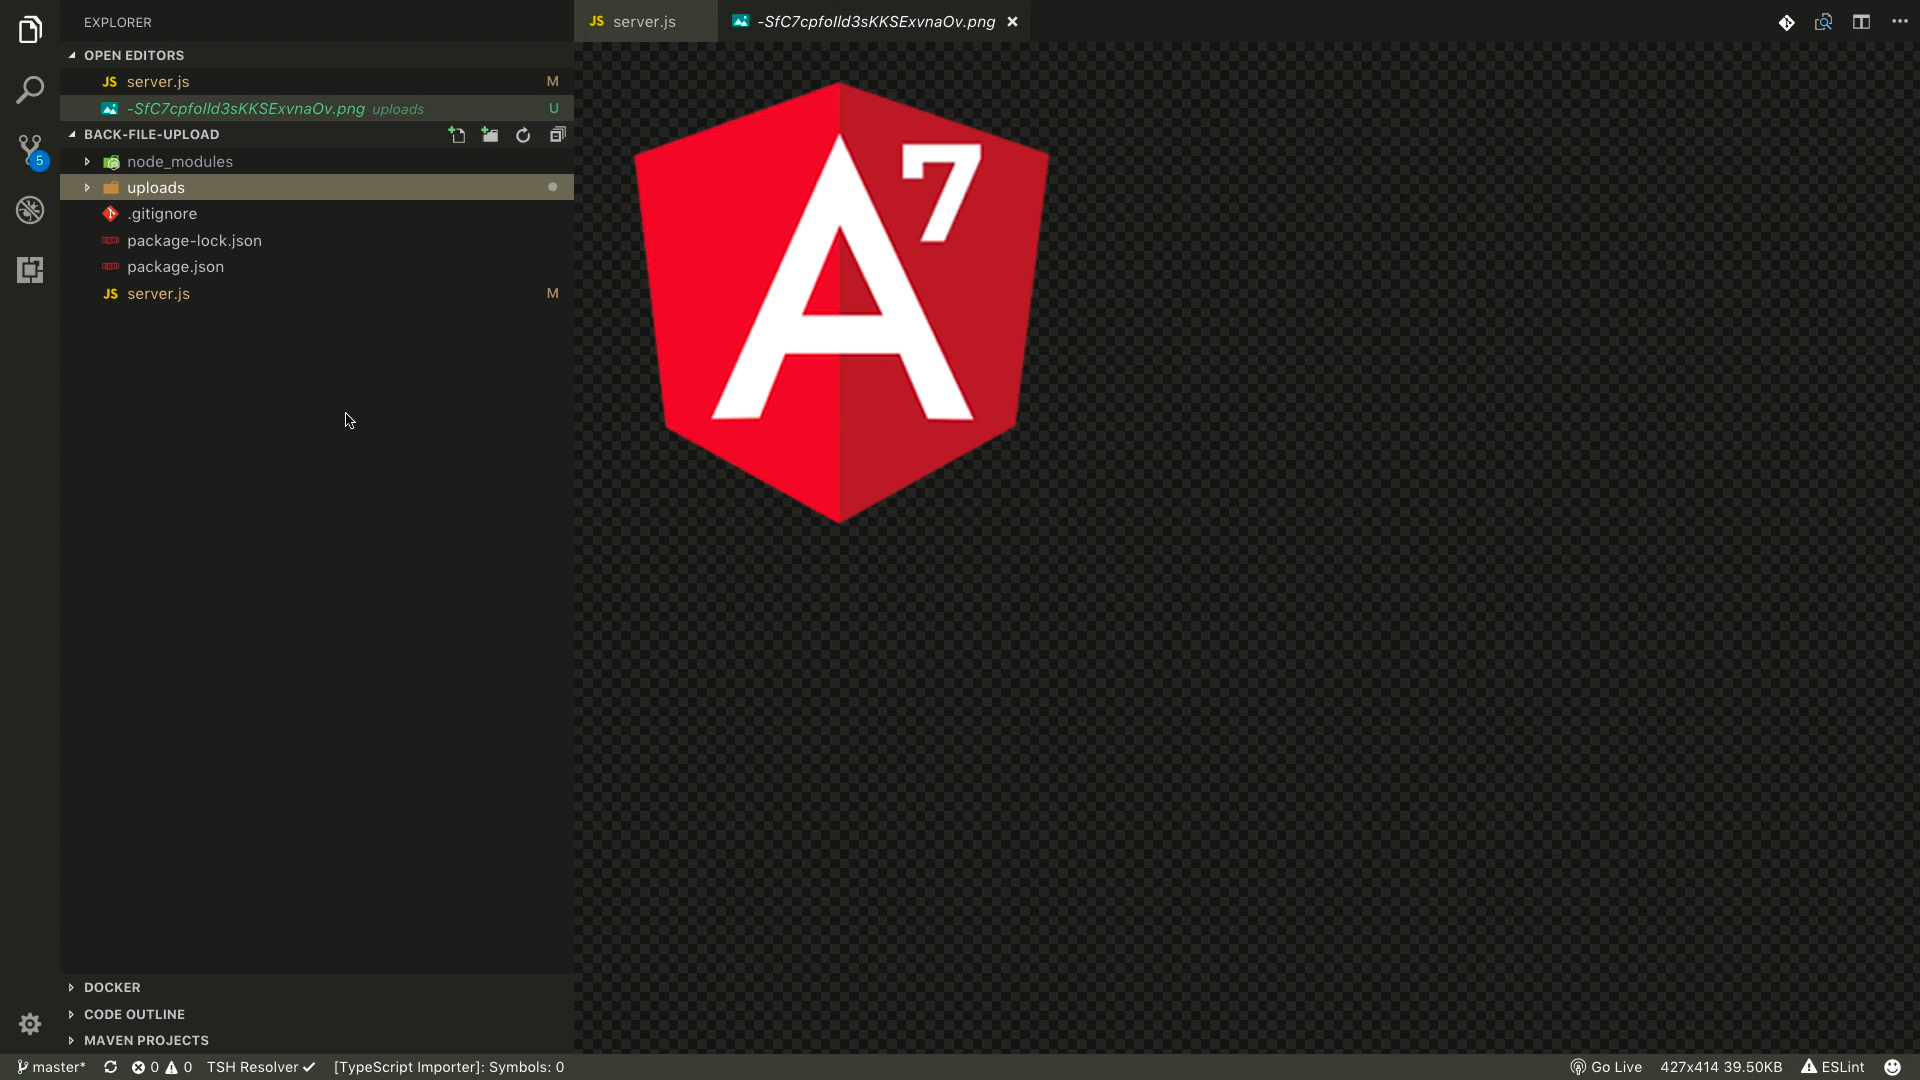 EXPLORER
OPEN EDITORS
JS server.js M
-SfC7cpfolld3sKKSExvnaOv.png uploads U
BACK-FILE-UPLOAD
5
node_modules
uploads
.gitignore
package-lock.json
package.json
JS server.js M
DOCKER
CODE OUTLINE
MAVEN PROJECTS
JS server.js
-SfC7cpfolld3sKKSExvnaOv.png
A7
master* 0 0 TSH Resolver [TypeScript Importer]: Symbols: 0
Go Live 427x414 39.50KB ESLint